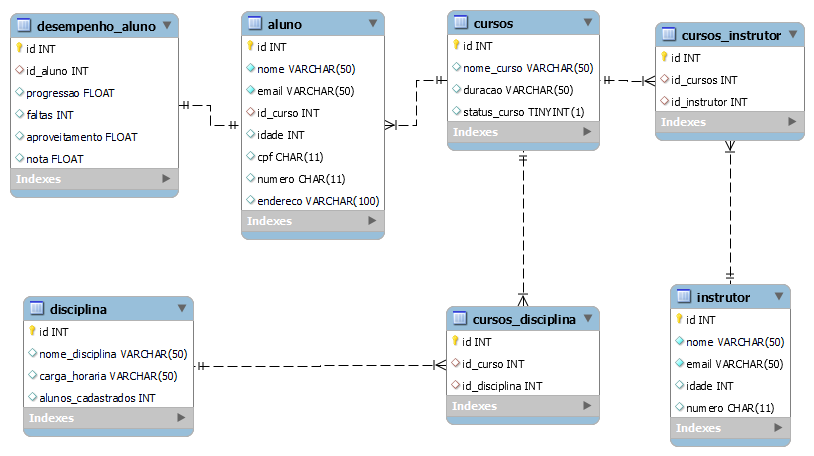 desempenho_aluno
id INT
id_aluno INT
progressao FLOAT
faltas INT
aproveitamento FLOAT
nota FLOAT
Indexes
aluno
id INT
nome VARCHAR(50)
email VARCHAR(50)
id_curso INT
idade INT
cpf CHAR(11)
numero CHAR(11)
endereco VARCHAR(100)
Indexes
cursos
id INT
nome_curso VARCHAR(50)
duracao VARCHAR(50)
status_curso TINYINT(1)
Indexes
cursos_instrutor
id INT
id_cursos INT
id_instrutor INT
Indexes
disciplina
id INT
nome_disciplina VARCHAR(50)
carga_horaria VARCHAR(50)
alunos_cadastrados INT
Indexes
cursos_disciplina
id INT
id_curso INT
id_disciplina INT
Indexes
instrutor
id INT
nome VARCHAR(50)
email VARCHAR(50)
idade INT
numero CHAR(11)
Indexes